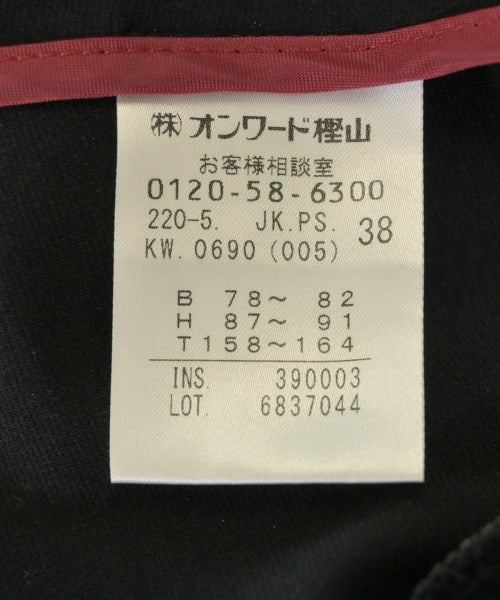 ㈱オンワード樫山
お客様相談室
0120-58-6300
220-5. JK.PS. 38
KW.0690(005)
B 78～ 82
H 87～ 91
T158～164
INS. 390003
LOT. 6837044